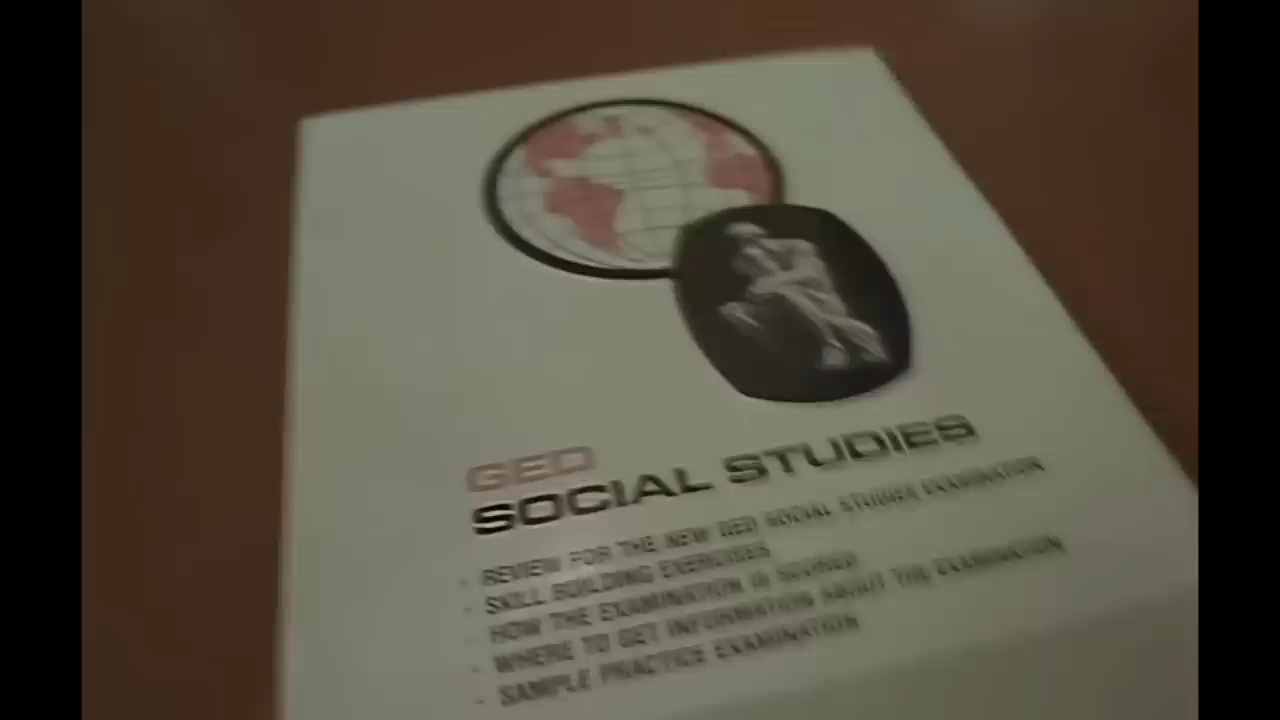 GED
SOCIAL STUDIES
- REVIEW FOR THE NEW GED SOCIAL STUDIES EXAMINATION
- SKILL BUILDING EXERCISES
- HOW THE EXAMINATION IS SCORED
- WHERE TO GET INFORMATION ABOUT THE EXAMINATION
- SAMPLE PRACTICE EXAMINATION